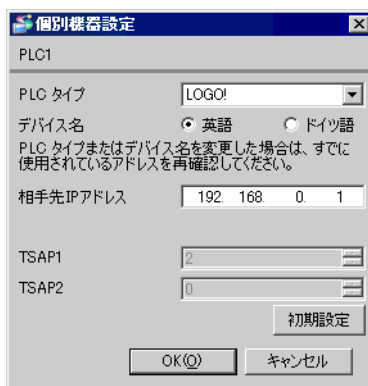 個別機器設定
PLC1
PLC タイプ LOGO!
デバイス名 英語 ドイツ語
PLC タイプまたはデバイス名を変更した場合は、すでに
使用されているアドレスを再確認してください。
相手先IPアドレス 192. 168. 0. 1
TSAP1 2
TSAP2 0
初期設定
OK(O) キャンセル